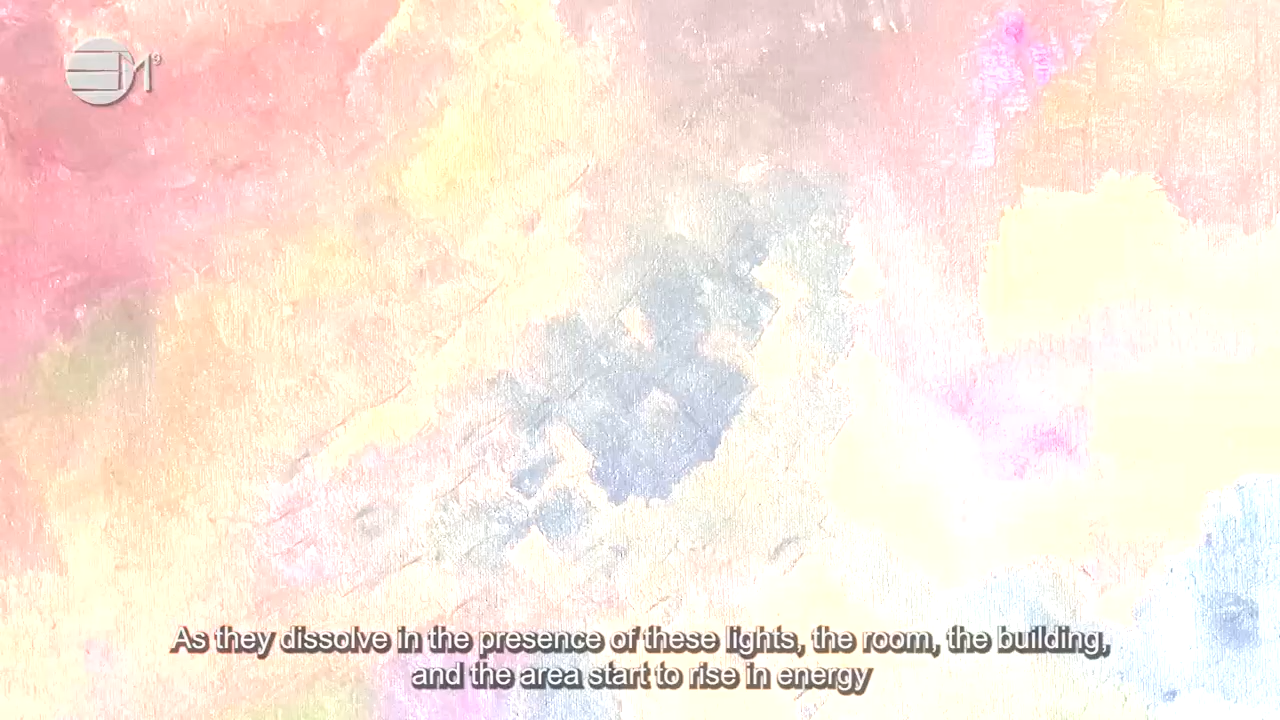 EM⁹
As they dissolve in the presence of these lights, the room, the building,
and the area start to rise in energy